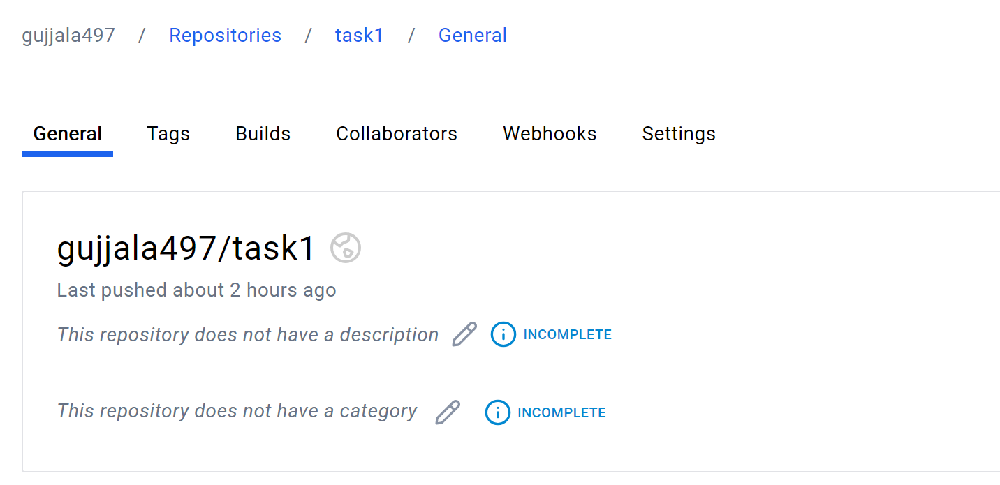 gujjala497 / Repositories / task1 / General
General Tags Builds Collaborators Webhooks Settings
gujjala497/task1
Last pushed about 2 hours ago
This repository does not have a description INCOMPLETE
This repository does not have a category INCOMPLETE